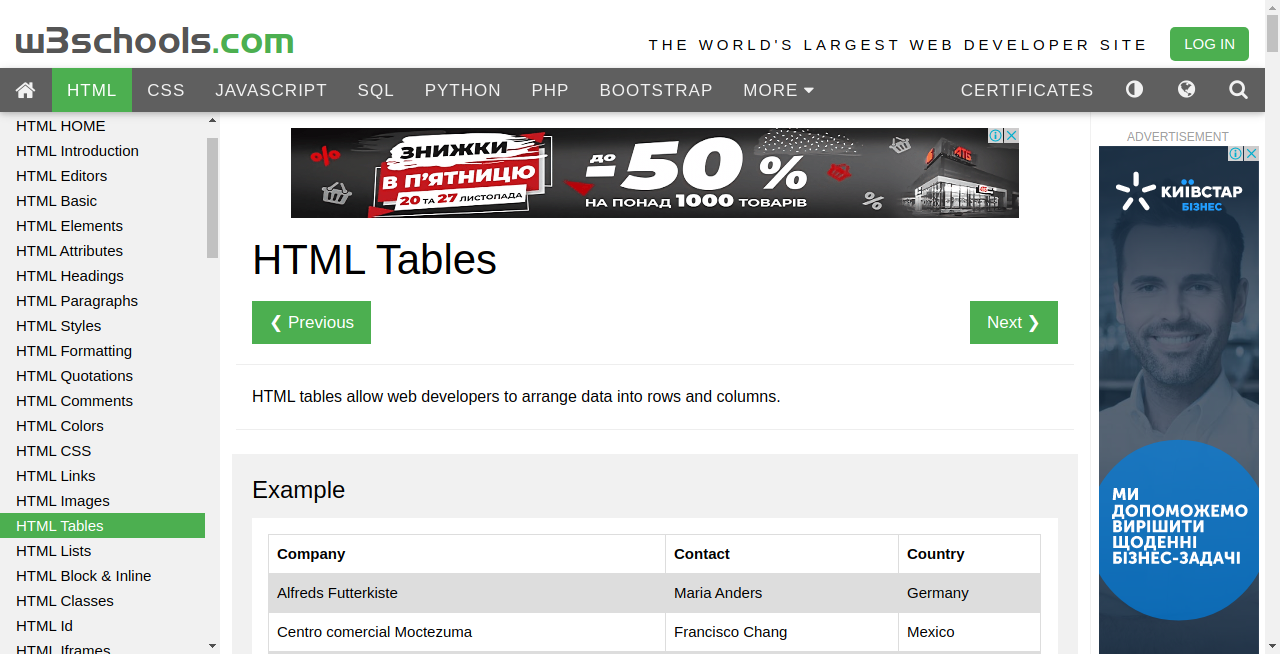 w3schools.com
THE WORLD'S LARGEST WEB DEVELOPER SITE
LOG IN
HTML
CSS
JAVASCRIPT
SQL
PYTHON
PHP
BOOTSTRAP
MORE
CERTIFICATES
HTML HOME
HTML Introduction
HTML Editors
HTML Basic
HTML Elements
HTML Attributes
HTML Headings
HTML Paragraphs
HTML Styles
HTML Formatting
HTML Quotations
HTML Comments
HTML Colors
HTML CSS
HTML Links
HTML Images
HTML Tables
HTML Lists
HTML Block & Inline
HTML Classes
HTML Id
HTML Iframes
%
ЗНИЖКИ
В П'ЯТНИЦЮ
20 ТА 27 ЛИСТОПАДА
ДО -50 %
НА ПОНАД 1000 ТОВАРІВ
%
АТБ
HTML Tables
❮ Previous
Next ❯
HTML tables allow web developers to arrange data into rows and columns.
Example
Company Contact Country
Alfreds Futterkiste Maria Anders Germany
Centro comercial Moctezuma Francisco Chang Mexico
ADVERTISEMENT
КИЇВСТАР
БІЗНЕС
МИ
ДОПОМОЖЕМО
ВИРІШИТИ
ЩОДЕННІ
БІЗНЕС-ЗАДАЧІ